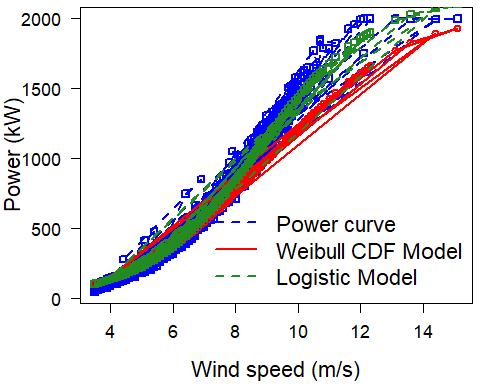 2000
1500
1000
500
0
Power (kW)
Power curve
Weibull CDF Model
Logistic Model
4 6 8 10 12 14
Wind speed (m/s)